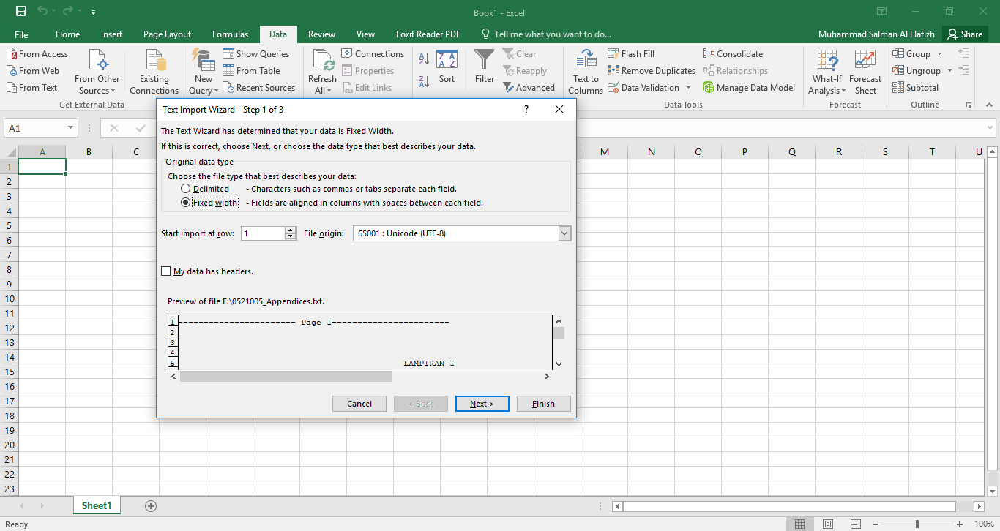 Book1 - Excel
File Home Insert Page Layout Formulas Data Review View Foxit Reader PDF Tell me what you want to do... Muhammad Salman Al Hafizh Share
From Access
From Web
From Text
From Other
Sources
Get External Data
Existing
Connections
New
Query
Show Queries
From Table
Recent Sources
Refresh
All
Connections
Properties
Edit Links
Sort
Filter
Clear
Reapply
Advanced
Text to
Columns
Flash Fill
Remove Duplicates
Data Validation
Consolidate
Relationships
Manage Data Model
Data Tools
What-If
Analysis
Forecast
Sheet
Forecast
Group
Ungroup
Subtotal
Outline
A1
A B C M N O P Q R S T U
1
2
3
4
5
6
7
8
9
10
11
12
13
14
15
16
17
18
19
20
21
22
23
Text Import Wizard - Step 1 of 3 ?
The Text Wizard has determined that your data is Fixed Width.
If this is correct, choose Next, or choose the data type that best describes your data.
Original data type
Choose the file type that best describes your data:
Delimited - Characters such as commas or tabs separate each field.
Fixed width - Fields are aligned in columns with spaces between each field.
Start import at row: 1 File origin: 65001 : Unicode (UTF-8)
My data has headers.
Preview of file F:\0521005_Appendices.txt.
1 ----------------------- Page 1-----------------------
2
3
4
5 LAMPIRAN I
Cancel < Back Next > Finish
Sheet1
Ready 100%